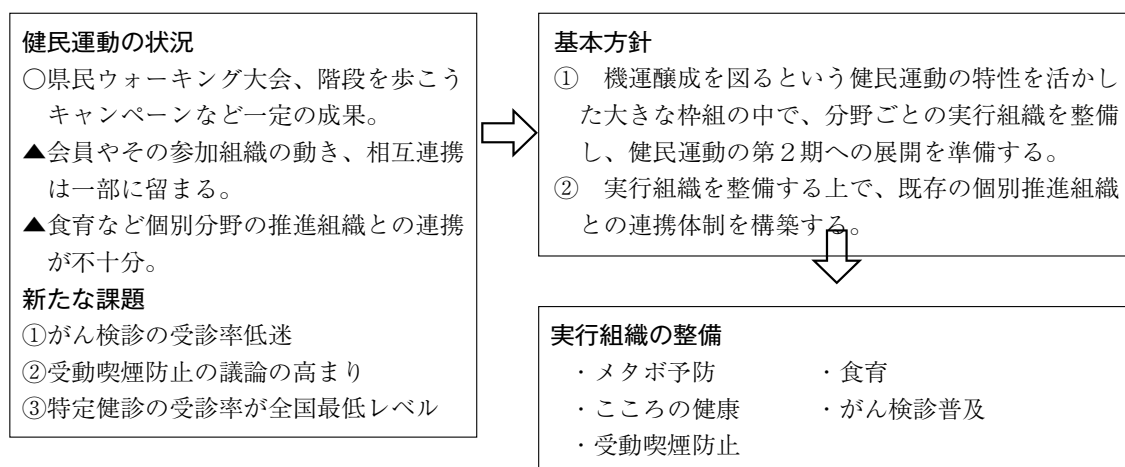 健民運動の状況
○県民ウォーキング大会、階段を歩こう
キャンペーンなど一定の成果。
▲会員やその参加組織の動き、相互連携
は一部に留まる。
▲食育など個別分野の推進組織との連携
が不十分。
新たな課題
①がん検診の受診率低迷
②受動喫煙防止の議論の高まり
③特定健診の受診率が全国最低レベル
基本方針
① 機運醸成を図るという健民運動の特性を活かし
た大きな枠組の中で、分野ごとの実行組織を整備
し、健民運動の第２期への展開を準備する。
② 実行組織を整備する上で、既存の個別推進組織
との連携体制を構築する。
実行組織の整備
・メタボ予防 ・食育
・こころの健康 ・がん検診普及
・受動喫煙防止